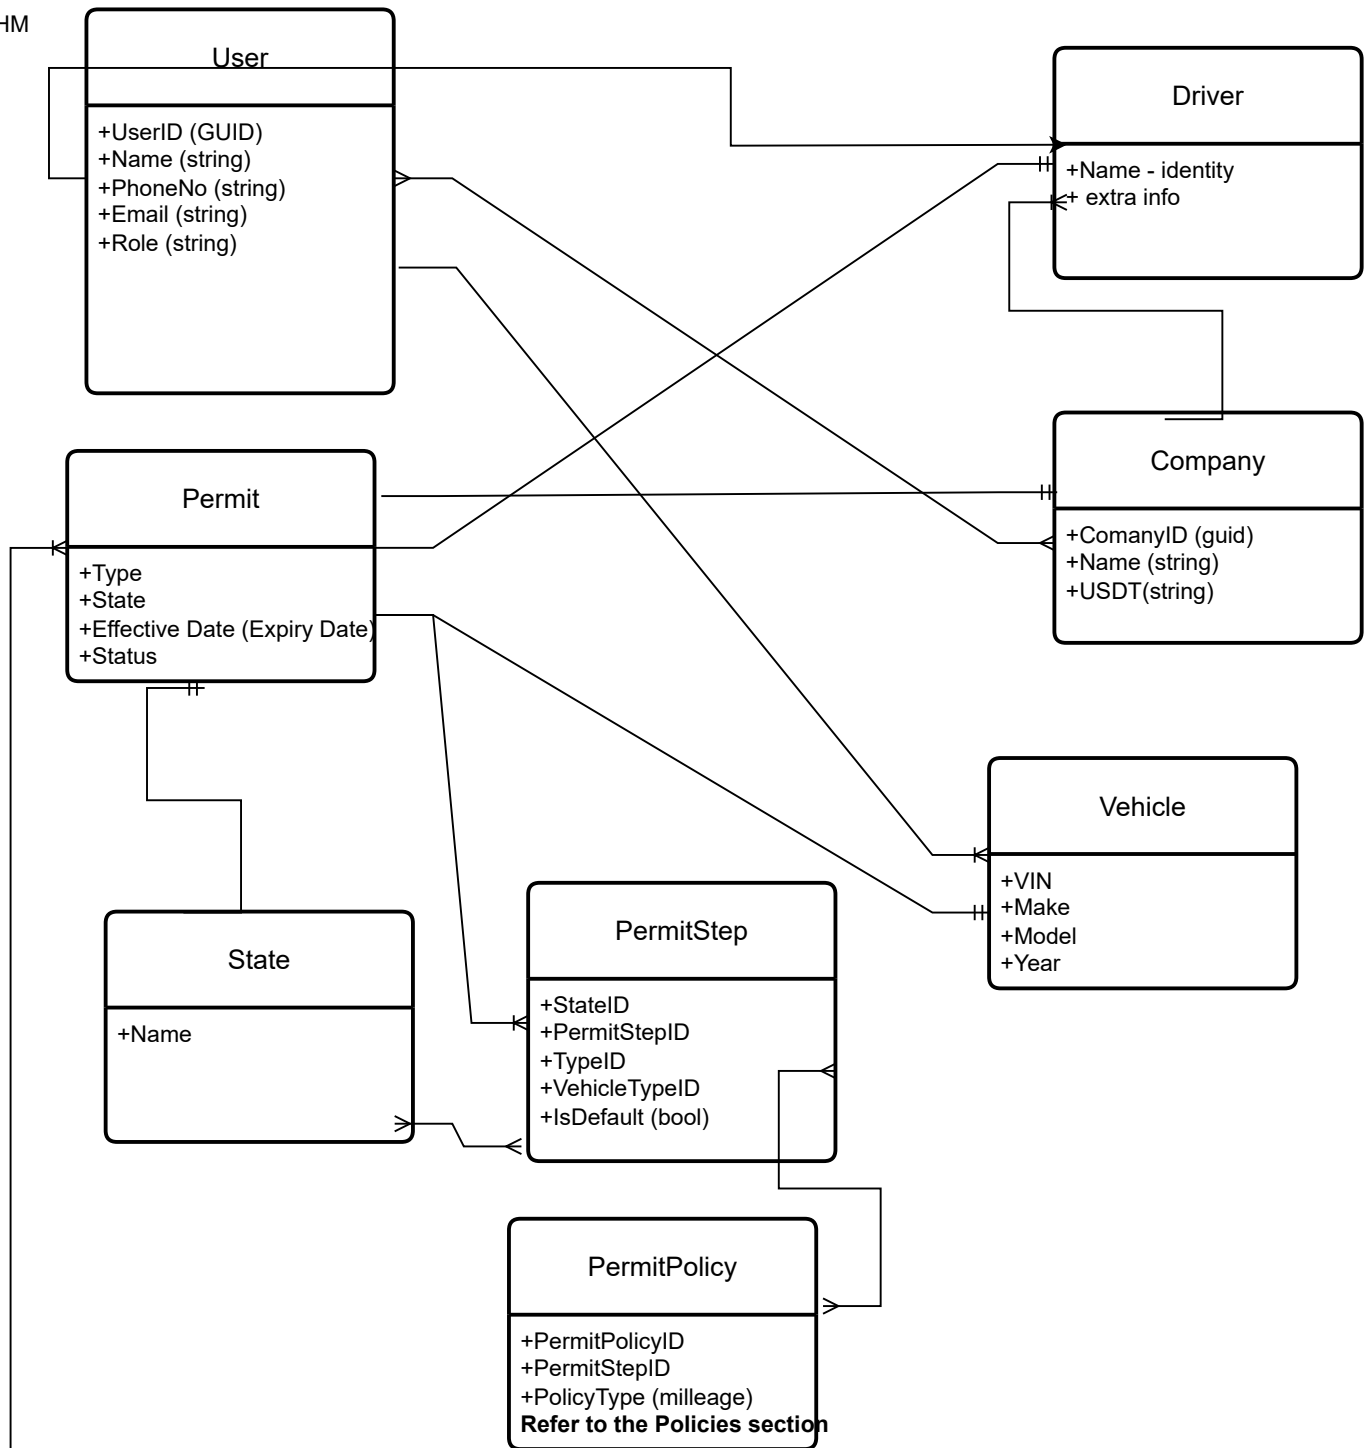 HM
User
+UserID (GUID)
+Name (string)
+PhoneNo (string)
+Email (string)
+Role (string)
Driver
+Name - identity
+ extra info
Permit
+Type
+State
+Effective Date (Expiry Date)
+Status
Company
+ComanyID (guid)
+Name (string)
+USDT(string)
Vehicle
+VIN
+Make
+Model
+Year
State
+Name
PermitStep
+StateID
+PermitStepID
+TypeID
+VehicleTypeID
+IsDefault (bool)
PermitPolicy
+PermitPolicyID
+PermitStepID
+PolicyType (milleage)
Refer to the Policies section